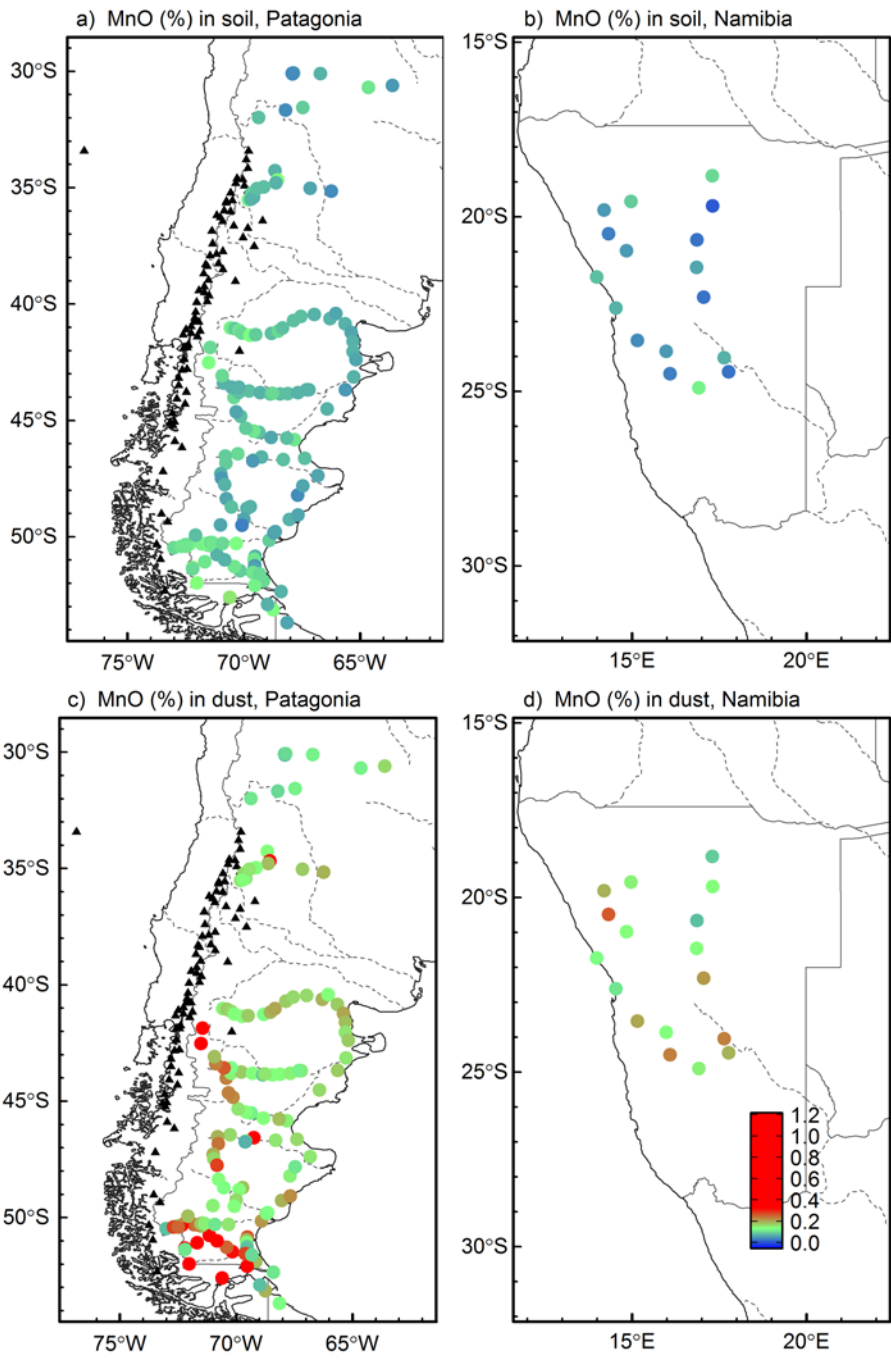 a) MnO (%) in soil, Patagonia
b) MnO (%) in soil, Namibia
30°S
35°S
40°S
45°S
50°S
75°W 70°W 65°W
15°S
20°S
25°S
30°S
15°E 20°E
c) MnO (%) in dust, Patagonia
d) MnO (%) in dust, Namibia
30°S
35°S
40°S
45°S
50°S
75°W 70°W 65°W
15°S
20°S
25°S
30°S
15°E 20°E
1.2
1.0
0.8
0.6
0.4
0.2
0.0